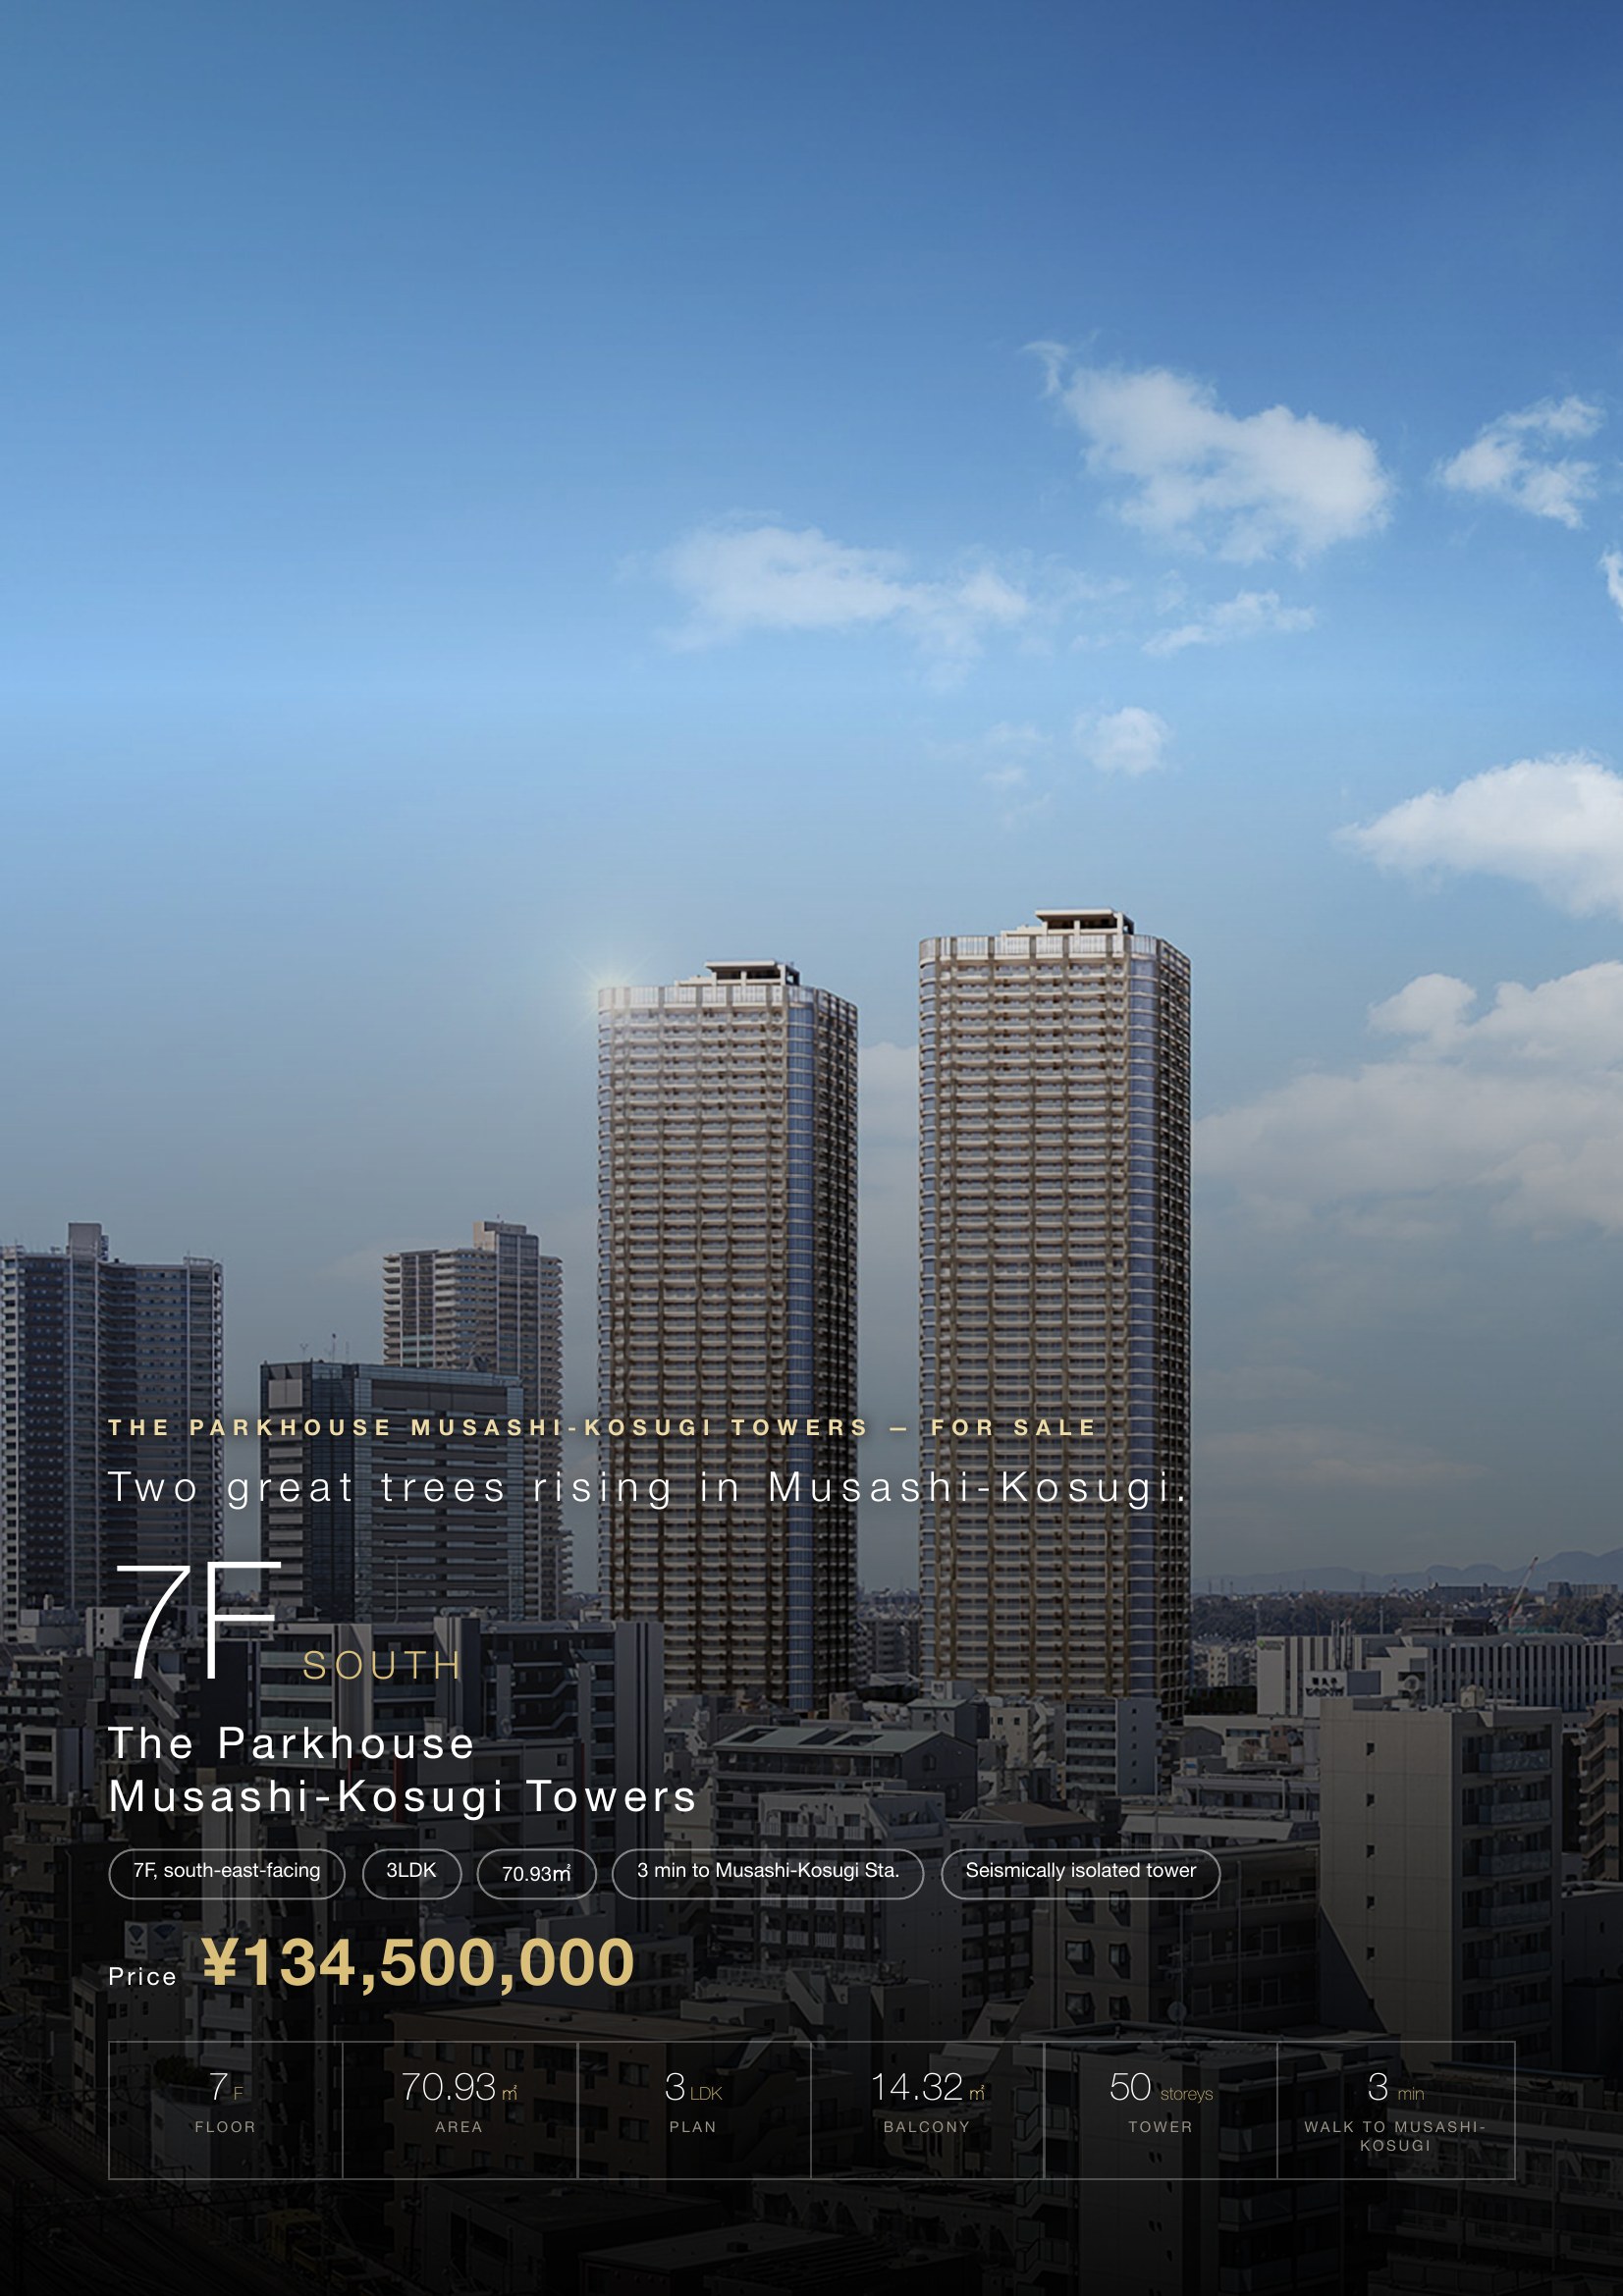 THE PARKHOUSE MUSASHI-KOSUGI TOWERS — FOR SALE
Two great trees rising in Musashi-Kosugi.
7F SOUTH
The Parkhouse
Musashi-Kosugi Towers
7F, south-east-facing 3LDK 70.93㎡ 3 min to Musashi-Kosugi Sta. Seismically isolated tower
Price ¥134,500,000
7 F 70.93 ㎡ 3 LDK 14.32 ㎡ 50 storeys 3 min
FLOOR AREA PLAN BALCONY TOWER WALK TO MUSASHI-
KOSUGI